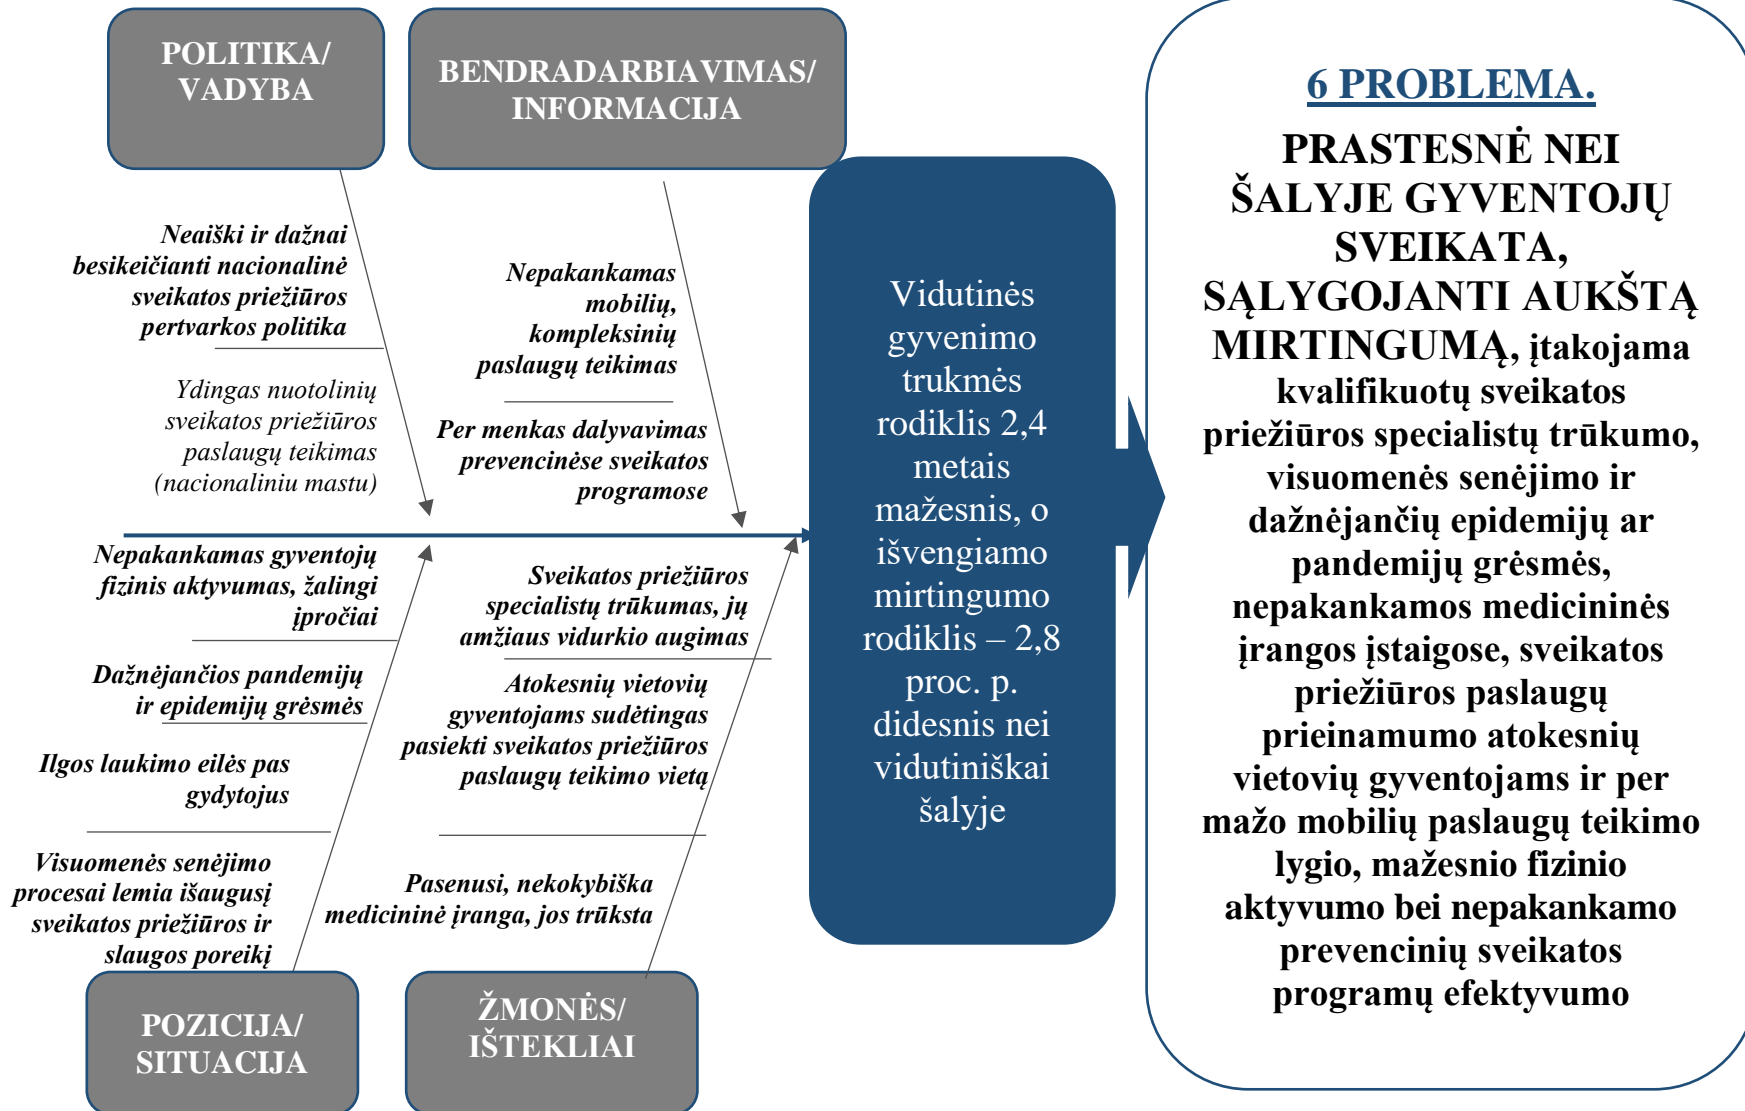 POLITIKA/
VADYBA
BENDRADARBIAVIMAS/
INFORMACIJA
Neaiški ir dažnai
besikeičianti nacionalinė
sveikatos priežiūros
pertvarkos politika
Ydingas nuotolinių
sveikatos priežiūros
paslaugų teikimas
(nacionaliniu mastu)
Nepakankamas
mobilių,
kompleksinių
paslaugų teikimas
Per menkas dalyvavimas
prevencinėse sveikatos
programose
Nepakankamas gyventojų
fizinis aktyvumas, žalingi
įpročiai
Dažnėjančios pandemijų
ir epidemijų grėsmės
Ilgos laukimo eilės pas
gydytojus
Visuomenės senėjimo
procesai lemia išaugusį
sveikatos priežiūros ir
slaugos poreikį
Sveikatos priežiūros
specialistų trūkumas, jų
amžiaus vidurkio augimas
Atokesnių vietovių
gyventojams sudėtingas
pasiekti sveikatos priežiūros
paslaugų teikimo vietą
Pasenusi, nekokybiška
medicininė įranga, jos trūksta
POZICIJA/
SITUACIJA
ŽMONĖS/
IŠTEKLIAI
Vidutinės
gyvenimo
trukmės
rodiklis 2,4
metais
mažesnis, o
išvengiamo
mirtingumo
rodiklis – 2,8
proc. p.
didesnis nei
vidutiniškai
šalyje
6 PROBLEMA.
PRASTESNĖ NEI
ŠALYJE GYVENTOJŲ
SVEIKATA,
SĄLYGOJANTI AUKŠTĄ
MIRTINGUMĄ, įtakojama
kvalifikuotų sveikatos
priežiūros specialistų trūkumo,
visuomenės senėjimo ir
dažnėjančių epidemijų ar
pandemijų grėsmės,
nepakankamos medicininės
įrangos įstaigose, sveikatos
priežiūros paslaugų
prieinamumo atokesnių
vietovių gyventojams ir per
mažo mobilių paslaugų teikimo
lygio, mažesnio fizinio
aktyvumo bei nepakankamo
prevencinių sveikatos
programų efektyvumo